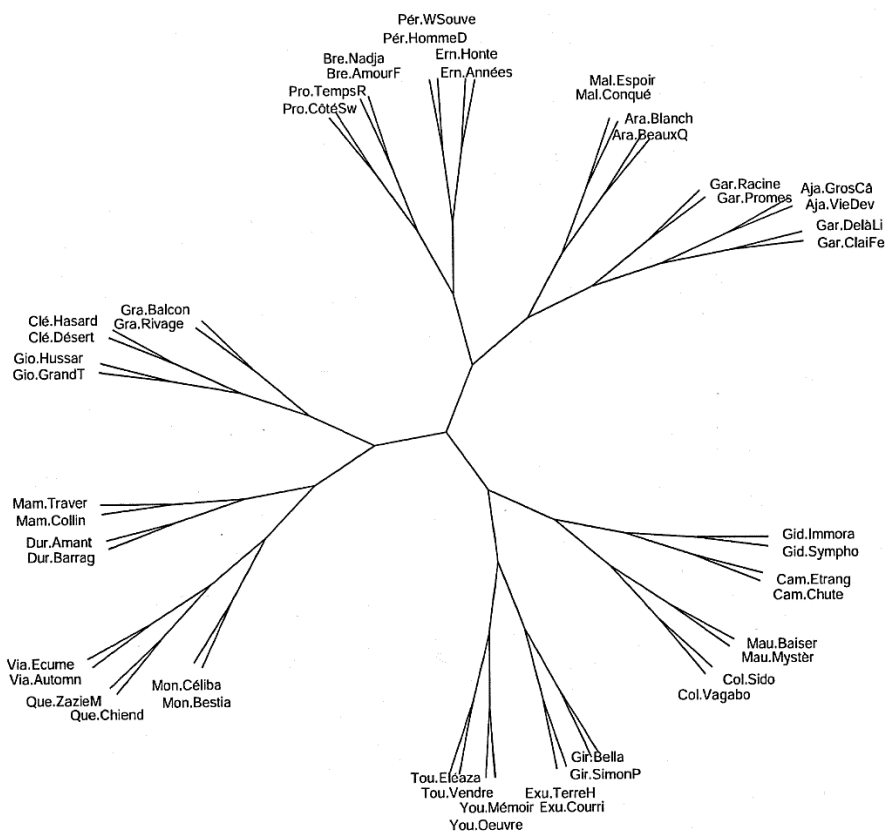 Pér.WSouve
Pér.HommeD
Ern.Honte
Ern.Années
Bre.Nadja
Bre.AmourF
Pro.TempsR
Pro.CôtéSw
Mal.Espoir
Mal.Conqué
Ara.Blanch
Ara.BeauxQ
Gar.Racine
Gar.Promes
Aja.GrosCâ
Aja.VieDev
Gar.DelàLi
Gar.ClaiFe
Gra.Balcon
Gra.Rivage
Clé.Hasard
Clé.Désert
Gio.Hussar
Gio.GrandT
Mam.Traver
Mam.Collin
Dur.Amant
Dur.Barrag
Via.Ecume
Via.Automn
Que.ZazieM
Que.Chiend
Mon.Céliba
Mon.Bestia
Gid.Immora
Gid.Sympho
Cam.Etrang
Cam.Chute
Mau.Baiser
Mau.Mystèr
Col.Sido
Col.Vagabo
Gir.Bella
Gir.SimonP
Exu.TerreH
Exu.Courri
Tou.Eléaza
Tou.Vendre
You.Mémoir
You.Oeuvre